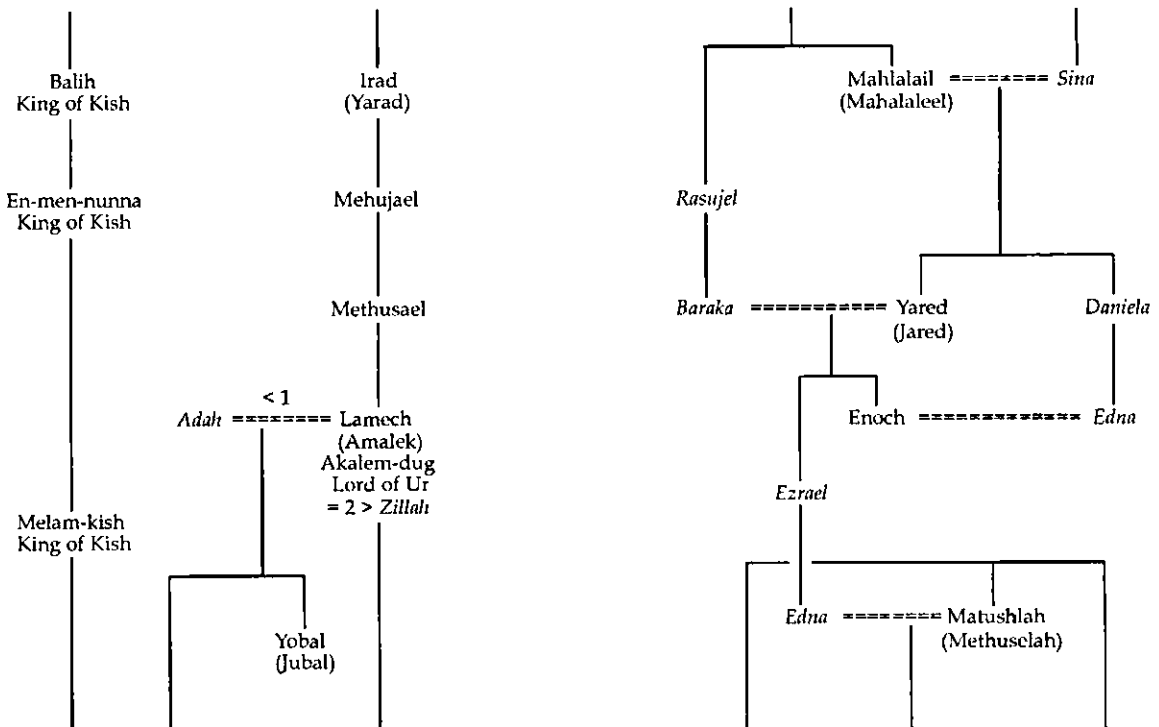 Balih
King of Kish
Irad
(Yarad)
Mahlalail ======== Sina
(Mahalaleel)
En-men-nunna
King of Kish
Mehujael
Rasujel
Methusael
Baraka ========== Yared
(Jared)
Daniela
< 1
Adah ======= Lamech
(Amalek)
Akalem-dug
Lord of Ur
= 2 > Zillah
Enoch ============ Edna
Ezrael
Melam-kish
King of Kish
Yobal
(Jubal)
Edna ======== Matushlah
(Methuselah)